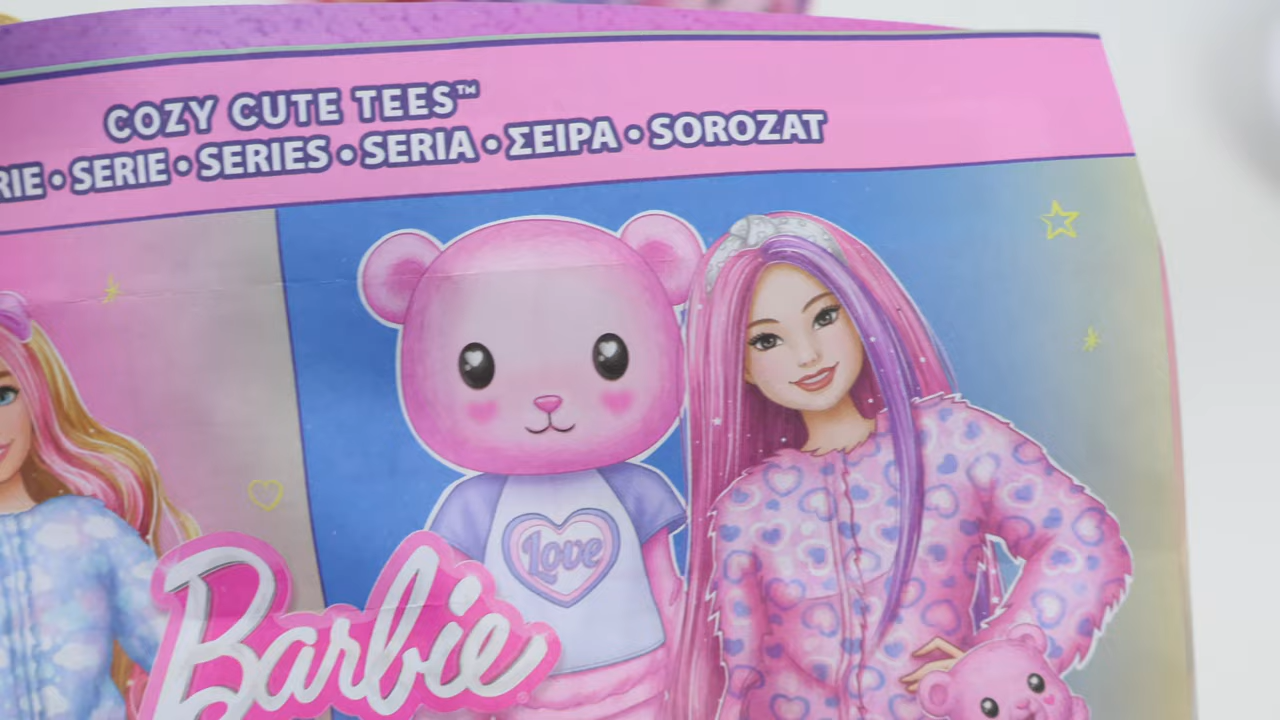 COZY CUTE TEES™
RIE • SERIE • SERIES • SERIA • ΣΕΙΡΑ • SOROZAT
Love
Barbie®